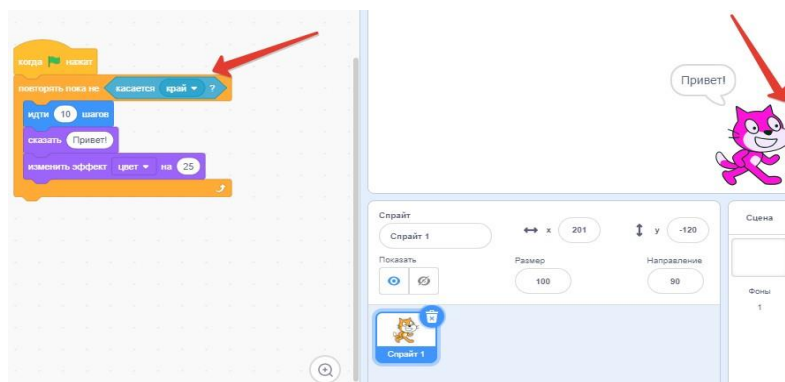 когда нажат
повторять пока не касается край ?
идти 10 шагов
сказать Привет!
изменить эффект цвет на 25
Привет!
Спрайт
Спрайт 1
x 201
y -120
Показать
Размер
100
Направление
90
Спрайт 1
Сцена
Фоны
1